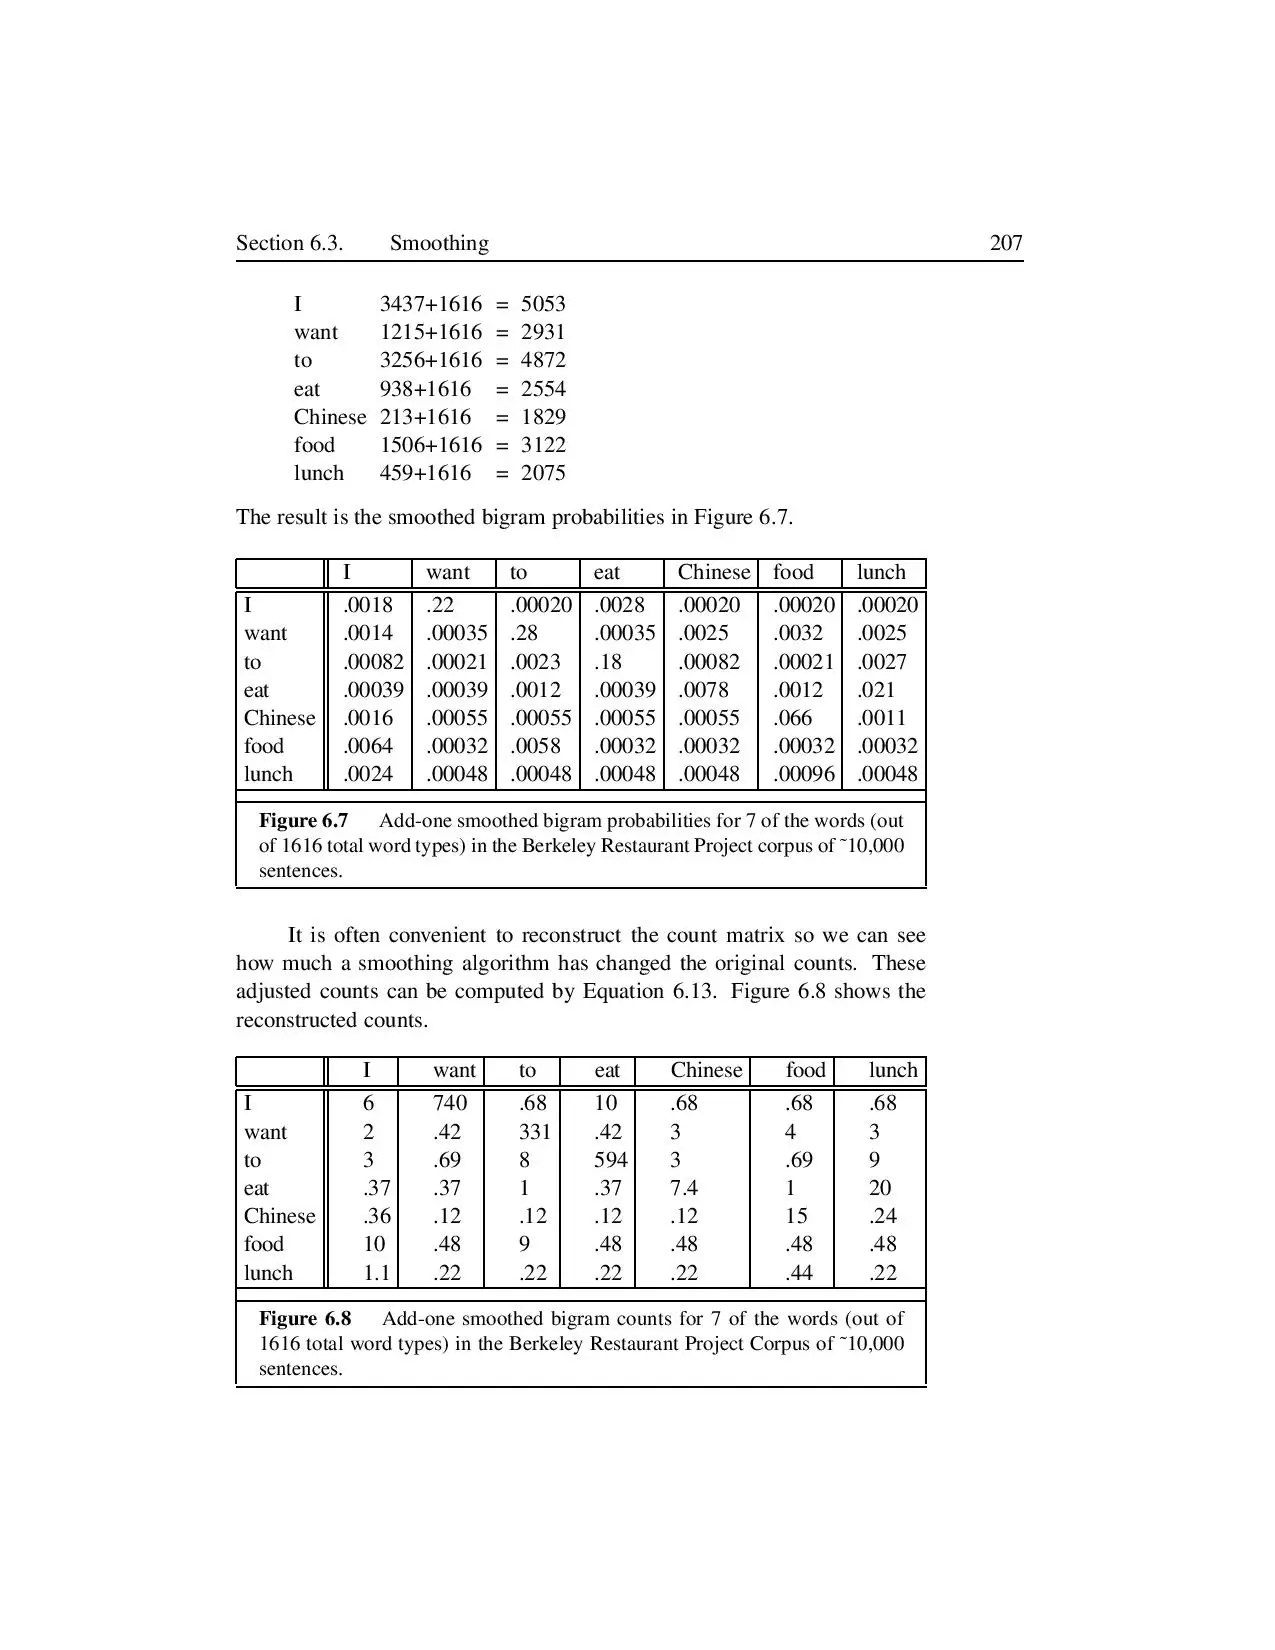 Section 6.3. Smoothing 207
I 3437+1616 = 5053
want 1215+1616 = 2931
to 3256+1616 = 4872
eat 938+1616 = 2554
Chinese 213+1616 = 1829
food 1506+1616 = 3122
lunch 459+1616 = 2075
The result is the smoothed bigram probabilities in Figure 6.7.
I want to eat Chinese food lunch
I .0018 .22 .00020 .0028 .00020 .00020 .00020
want .0014 .00035 .28 .00035 .0025 .0032 .0025
to .00082 .00021 .0023 .18 .00082 .00021 .0027
eat .00039 .00039 .0012 .00039 .0078 .0012 .021
Chinese .0016 .00055 .00055 .00055 .00055 .066 .0011
food .0064 .00032 .0058 .00032 .00032 .00032 .00032
lunch .0024 .00048 .00048 .00048 .00048 .00096 .00048
Figure 6.7 Add-one smoothed bigram probabilities for 7 of the words (out
of 1616 total word types) in the Berkeley Restaurant Project corpus of ˜10,000
sentences.
It is often convenient to reconstruct the count matrix so we can see
how much a smoothing algorithm has changed the original counts. These
adjusted counts can be computed by Equation 6.13. Figure 6.8 shows the
reconstructed counts.
I want to eat Chinese food lunch
I 6 740 .68 10 .68 .68 .68
want 2 .42 331 .42 3 4 3
to 3 .69 8 594 3 .69 9
eat .37 .37 1 .37 7.4 1 20
Chinese .36 .12 .12 .12 .12 15 .24
food 10 .48 9 .48 .48 .48 .48
lunch 1.1 .22 .22 .22 .22 .44 .22
Figure 6.8 Add-one smoothed bigram counts for 7 of the words (out of
1616 total word types) in the Berkeley Restaurant Project Corpus of ˜10,000
sentences.